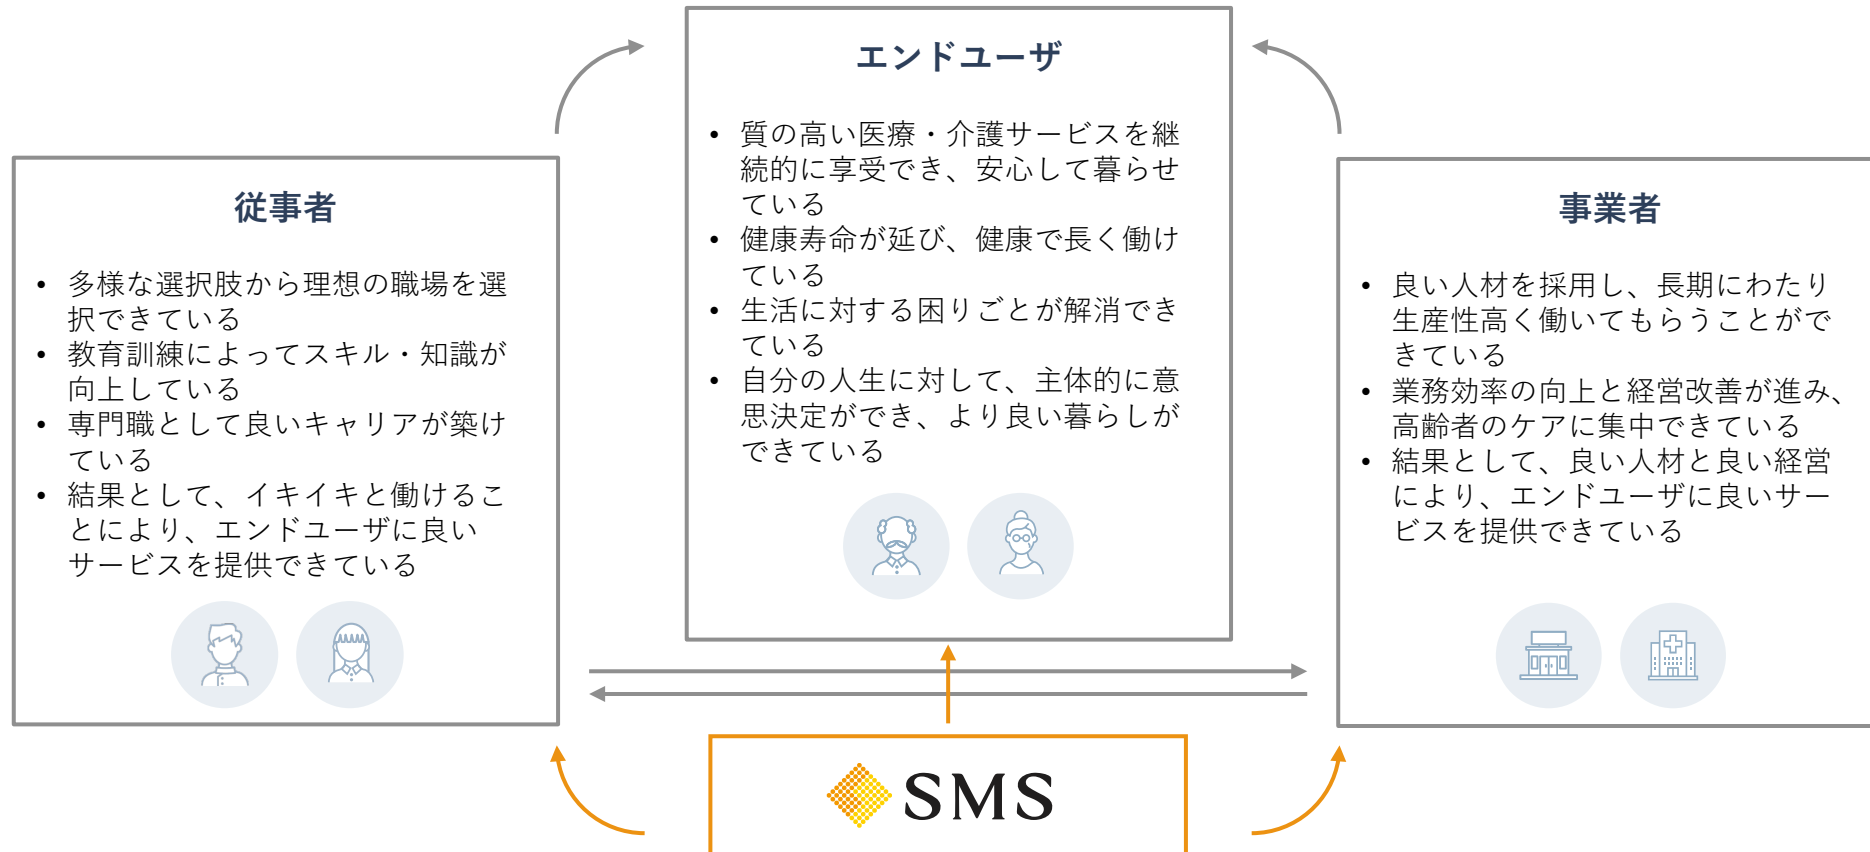 エンドユーザ
• 質の高い医療・介護サービスを継
続的に享受でき、安心して暮らせ
ている
• 健康寿命が延び、健康で長く働け
ている
• 生活に対する困りごとが解消でき
ている
• 自分の人生に対して、主体的に意
思決定ができ、より良い暮らしが
できている
従事者
• 多様な選択肢から理想の職場を選
択できている
• 教育訓練によってスキル・知識が
向上している
• 専門職として良いキャリアが築け
ている
• 結果として、イキイキと働けるこ
とにより、エンドユーザに良い
サービスを提供できている
事業者
• 良い人材を採用し、長期にわたり
生産性高く働いてもらうことがで
きている
• 業務効率の向上と経営改善が進み、
高齢者のケアに集中できている
• 結果として、良い人材と良い経営
により、エンドユーザに良いサー
ビスを提供できている
SMS